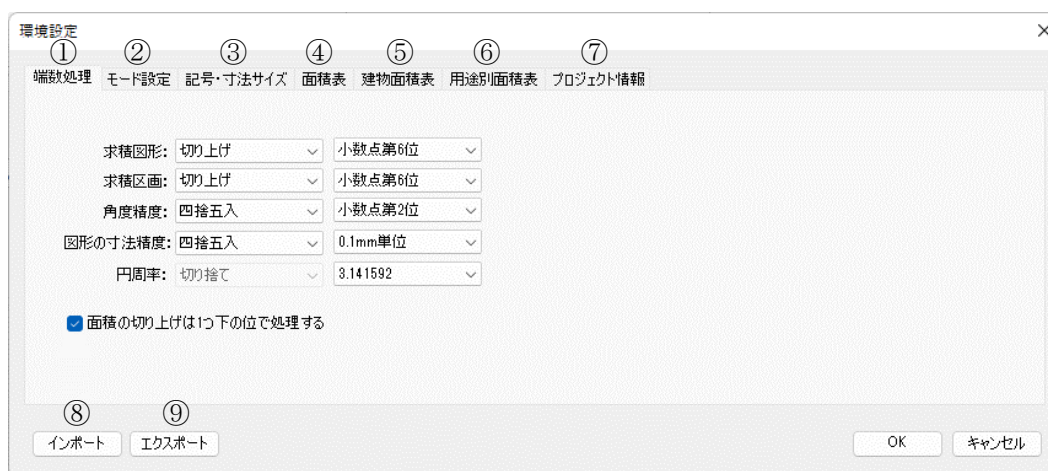 環境設定
① ② ③ ④ ⑤ ⑥ ⑦
端数処理 モード設定 記号・寸法サイズ 面積表 建物面積表 用途別面積表 プロジェクト情報
求積図形: 切り上げ 小数点第6位
求積区画: 切り上げ 小数点第6位
角度精度: 四捨五入 小数点第2位
図形の寸法精度: 四捨五入 0.1mm単位
円周率: 切り捨て 3.141592
面積の切り上げは1つ下の位で処理する
⑧ ⑨
インポート エクスポート OK キャンセル